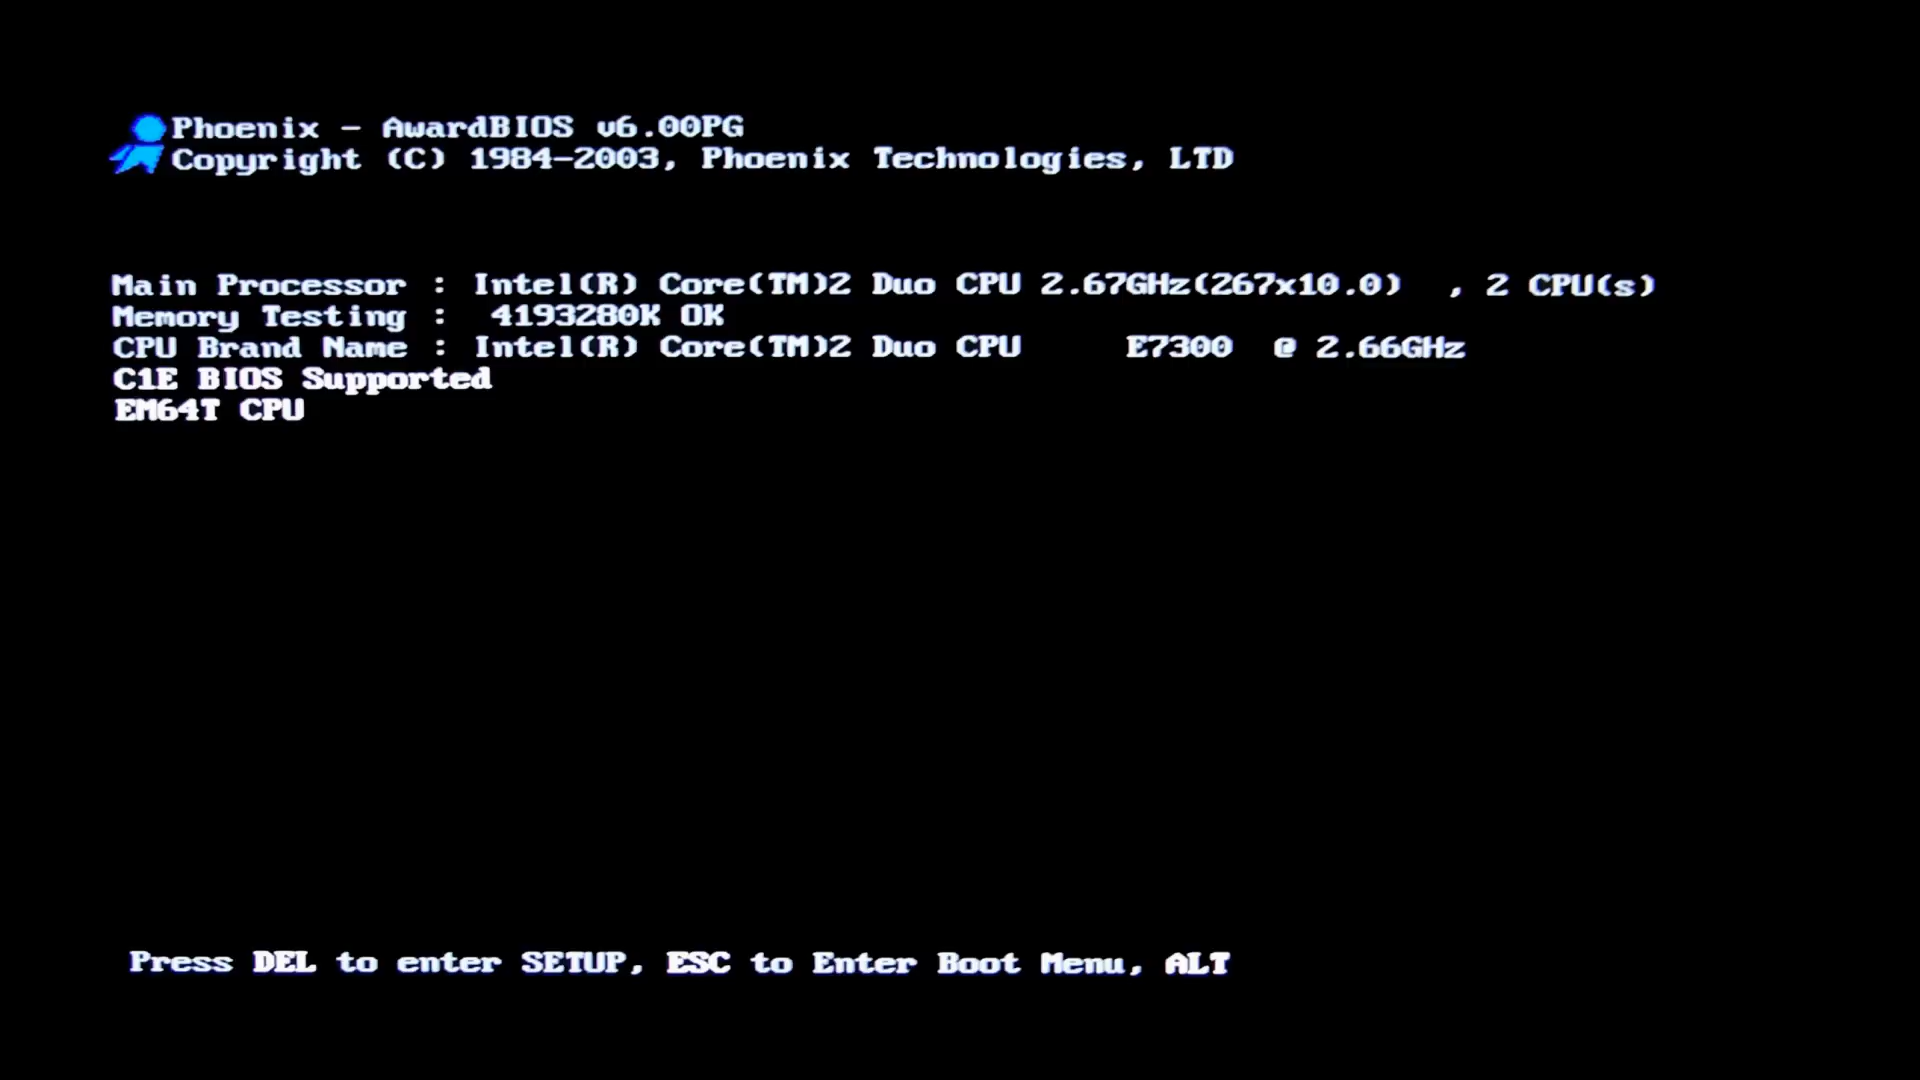 Phoenix - AwardBIOS v6.00PG
Copyright (C) 1984-2003, Phoenix Technologies, LTD
Main Processor : Intel(R) Core(TM)2 Duo CPU 2.67GHz(267x10.0) , 2 CPU(s)
Memory Testing : 4193280K OK
CPU Brand Name : Intel(R) Core(TM)2 Duo CPU E7300 @ 2.66GHz
C1E BIOS Supported
EM64T CPU
Press DEL to enter SETUP, ESC to Enter Boot Menu, ALT